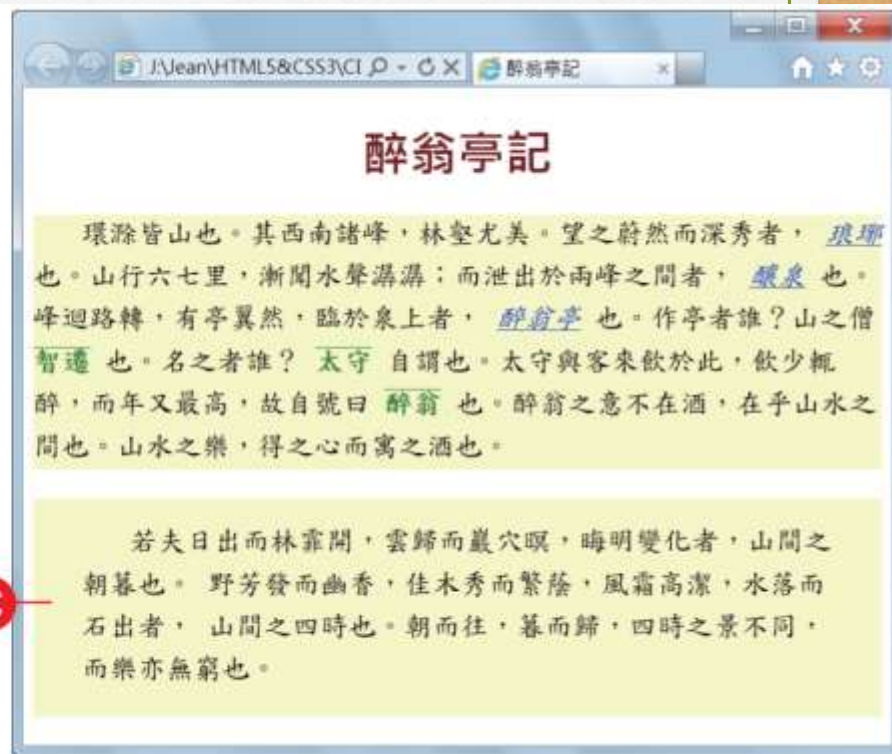 J:\Jean\HTML5&CSS3\CI
醉翁亭記
醉翁亭記
環滁皆山也。其西南諸峰，林壑尤美。望之蔚然而深秀者， 琅琊
也。山行六七里，漸聞水聲潺潺；而泄出於兩峰之間者， 釀泉 也。
峰迴路轉，有亭翼然，臨於泉上者， 醉翁亭 也。作亭者誰？山之僧
智遷 也。名之者誰？ 太守 自謂也。太守與客來飲於此，飲少輒
醉，而年又最高，故自號曰 醉翁 也。醉翁之意不在酒，在乎山水之
間也。山水之樂，得之心而寓之酒也。
若夫日出而林霏開，雲歸而巖穴暝，晦明變化者，山間之
朝暮也。 野芳發而幽香，佳木秀而繁蔭，風霜高潔，水落而
石出者， 山間之四時也。朝而往，暮而歸，四時之景不同，
而樂亦無窮也。